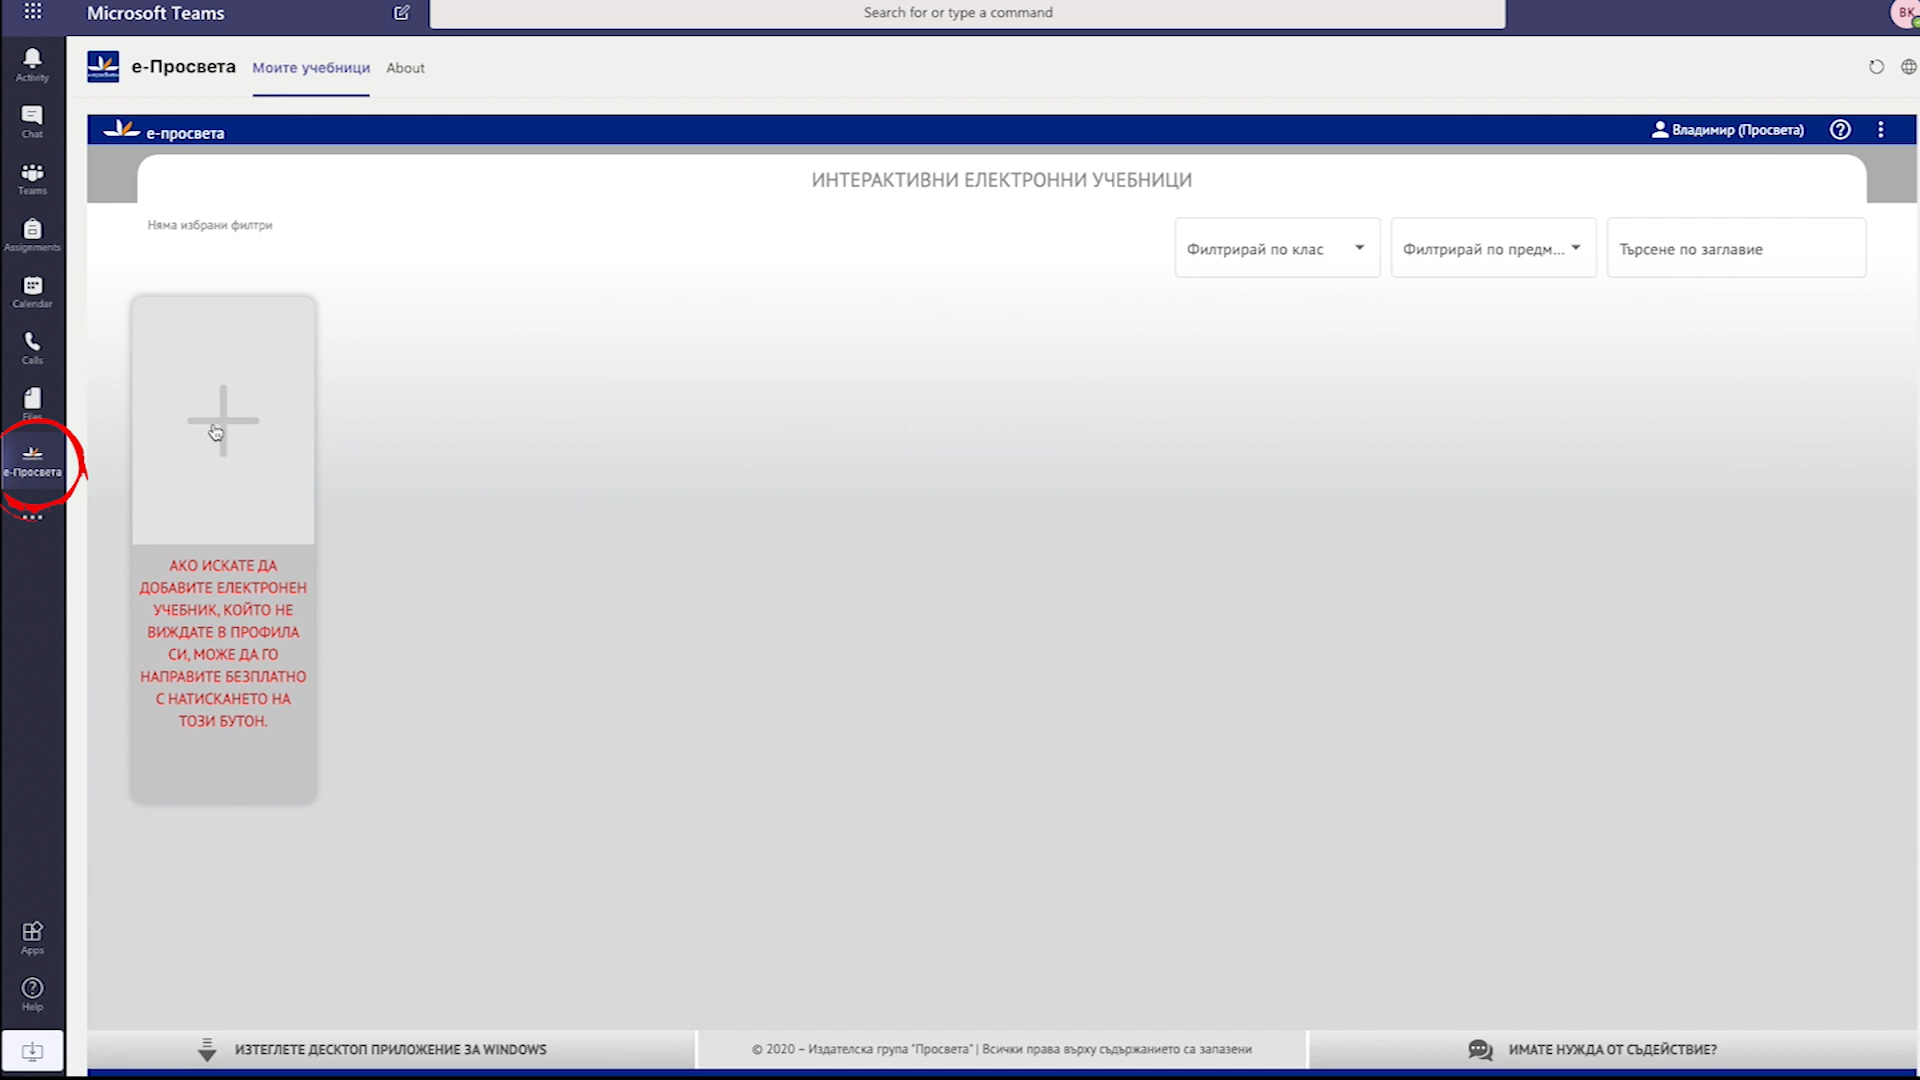 Microsoft Teams
Search for or type a command
BK
Activity
Chat
Teams
Assignments
Calendar
Calls
Files
е-Просвета
Apps
Help
е-Просвета
Моите учебници
About
е-просвета
Владимир (Просвета)
ИНТЕРАКТИВНИ ЕЛЕКТРОННИ УЧЕБНИЦИ
Няма избрани филтри
Филтрирай по клас
Филтрирай по предм...
Търсене по заглавие
АКО ИСКАТЕ ДА
ДОБАВИТЕ ЕЛЕКТРОНЕН
УЧЕБНИК, КОЙТО НЕ
ВИЖДАТЕ В ПРОФИЛА
СИ, МОЖЕ ДА ГО
НАПРАВИТЕ БЕЗПЛАТНО
С НАТИСКАНЕТО НА
ТОЗИ БУТОН.
ИЗТЕГЛЕТЕ ДЕСКТОП ПРИЛОЖЕНИЕ ЗА WINDOWS
© 2020 – Издателска група "Просвета" | Всички права върху съдържанието са запазени
ИМАТЕ НУЖДА ОТ СЪДЕЙСТВИЕ?